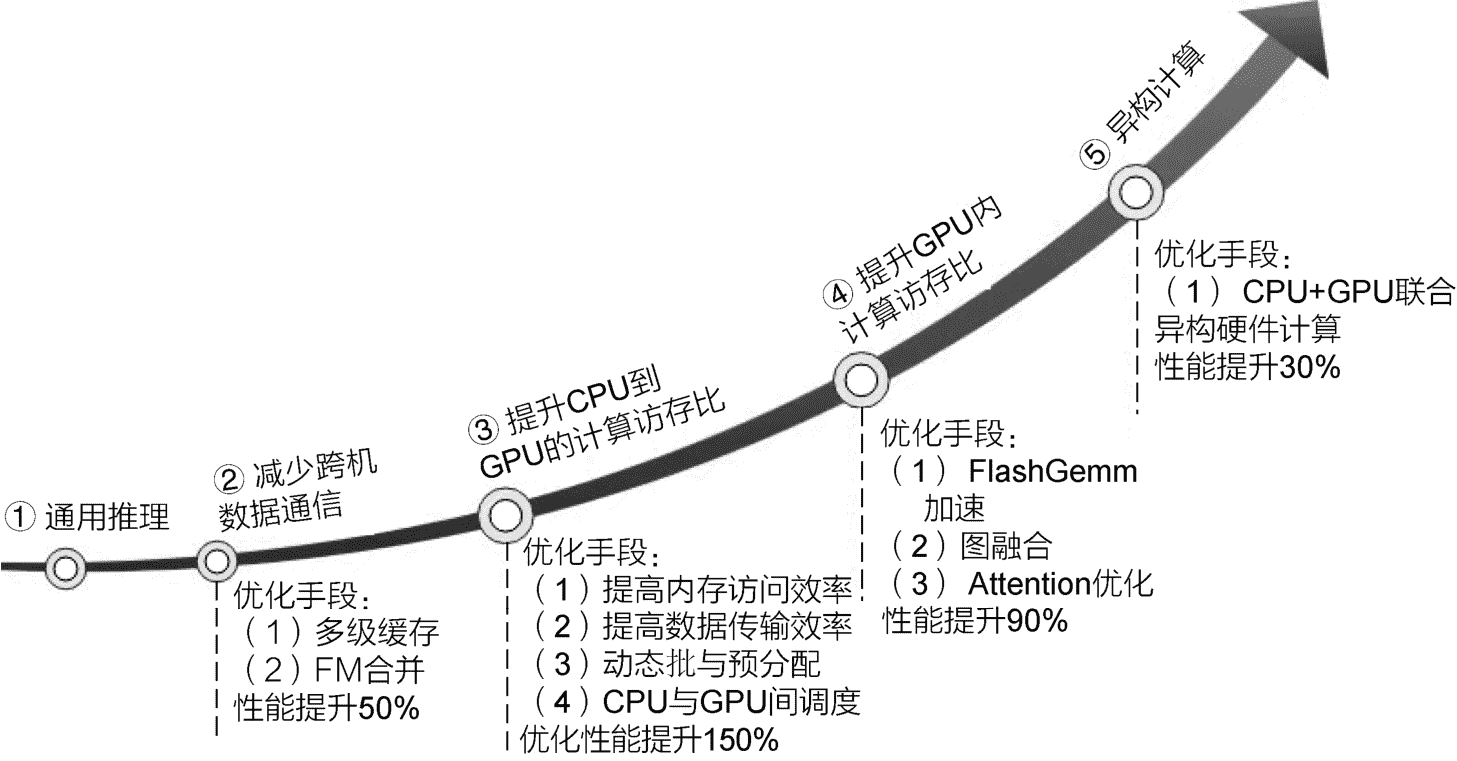 ① 通用推理
② 减少跨机
数据通信
优化手段：
（1）多级缓存
（2）FM合并
性能提升50%
③ 提升CPU到
GPU的计算访存比
优化手段：
（1）提高内存访问效率
（2）提高数据传输效率
（3）动态批与预分配
（4）CPU与GPU间调度
优化性能提升150%
④ 提升GPU内
计算访存比
优化手段：
（1）FlashGemm
加速
（2）图融合
（3）Attention优化
性能提升90%
⑤ 异构计算
优化手段：
（1）CPU+GPU联合
异构硬件计算
性能提升30%